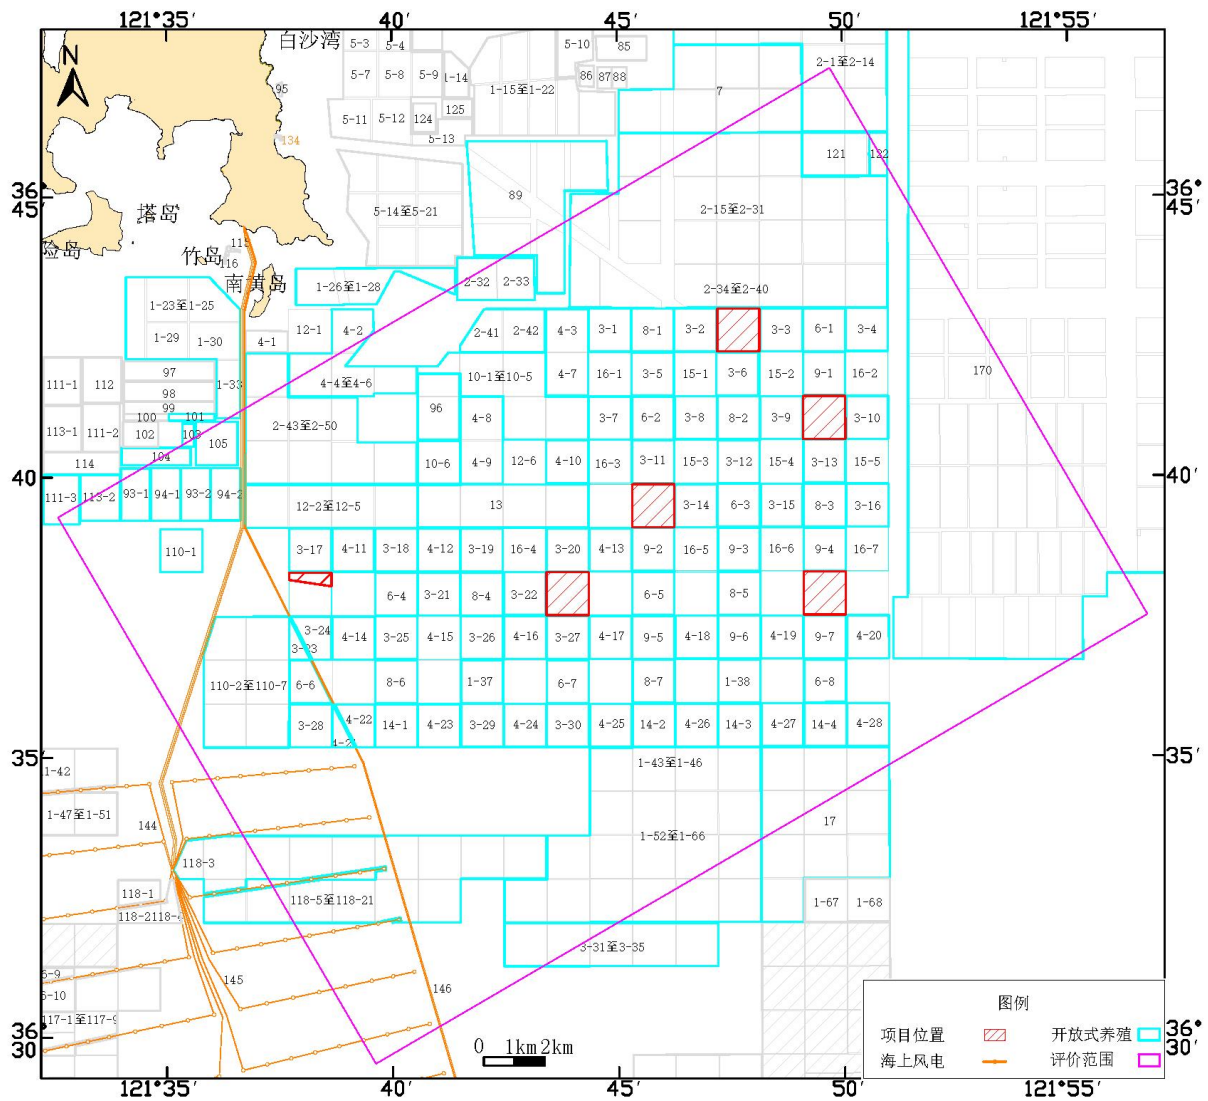 121°35′ 40′ 45′ 50′ 121°55′
N
白沙湾
5-3 5-4 5-10 85 2-1至2-14
5-7 5-8 5-9 1-14 86 87 88
95 1-15至1-22 7
5-11 5-12 124 125
134 5-13 121 122
36°
45′
89
塔岛 5-14至5-21 2-15至2-31
36°
45′
险岛 竹岛 115
116
南黄岛 1-26至1-28 2-32 2-33 2-34至2-40
1-23至1-25
1-29 1-30 4-1 12-1 4-2 2-41 2-42 4-3 3-1 8-1 3-2 3-3 6-1 3-4
97 1-33 4-4至4-6 10-1至10-5 4-7 16-1 3-5 15-1 3-6 15-2 9-1 16-2 170
111-1 112 98
99
100 101 96 4-8 3-7 6-2 3-8 8-2 3-9 3-10
113-1 111-2 102 103 105 2-43至2-50
114 104 10-6 4-9 12-6 4-10 16-3 3-11 15-3 3-12 15-4 3-13 15-5
40′ 40′
111-3 113-2 93-1 94-1 93-2 94-2 12-2至12-5 13 3-14 6-3 3-15 8-3 3-16
110-1 3-17 4-11 3-18 4-12 3-19 16-4 3-20 4-13 9-2 16-5 9-3 16-6 9-4 16-7
6-4 3-21 8-4 3-22 6-5 8-5
3-24 4-14 3-25 4-15 3-26 4-16 3-27 4-17 9-5 4-18 9-6 4-19 9-7 4-20
3-23
110-2至110-7 6-6 8-6 1-37 6-7 8-7 1-38 6-8
3-28 4-22 14-1 4-23 3-29 4-24 3-30 4-25 14-2 4-26 14-3 4-27 14-4 4-28
35′ 35′
1-42 1-43至1-46
1-47至1-51 144 1-52至1-66 17
118-3
118-1 118-5至118-21 1-67 1-68
118-2
3-31至3-35
6-9 145 146
6-10
117-1至117-9
图例
项目位置 开放式养殖
海上风电 评价范围
36°
30′
0 1km 2km
36°
30′
121°35′ 40′ 45′ 50′ 121°55′